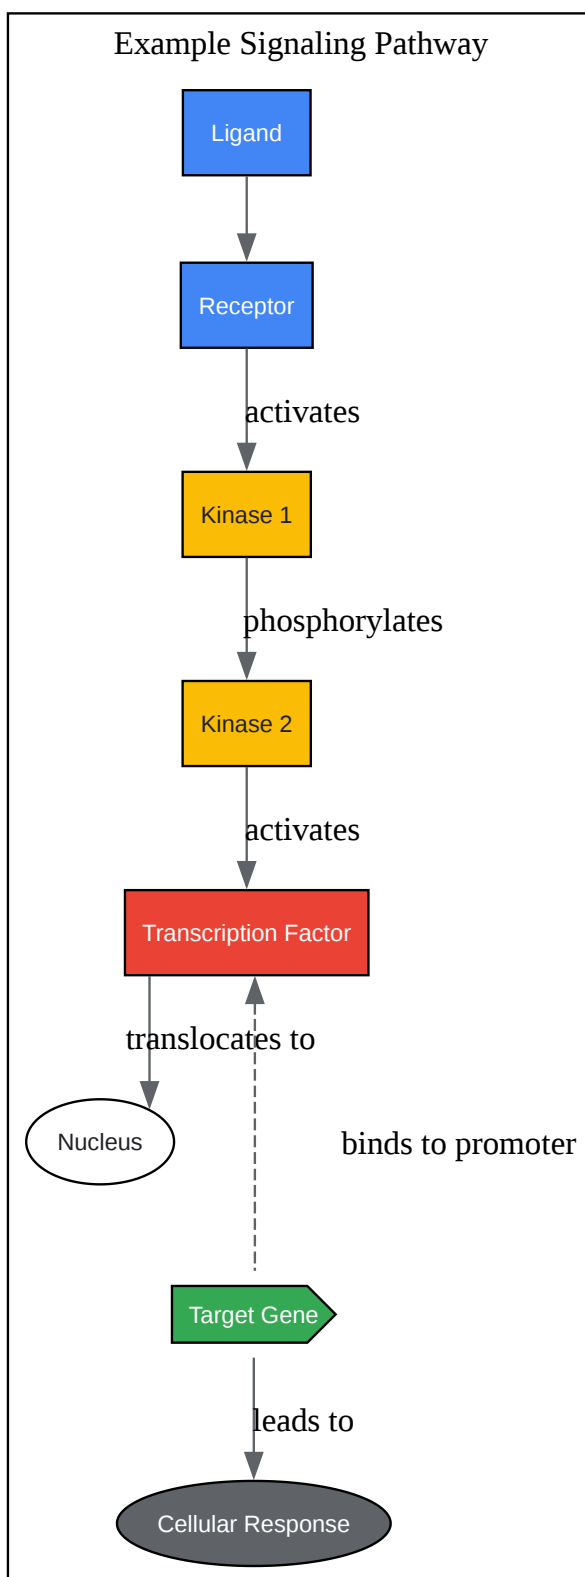 Example Signaling Pathway
Ligand
Receptor
activates
Kinase 1
phosphorylates
Kinase 2
activates
Transcription Factor
translocates to
Nucleus
binds to promoter
Target Gene
leads to
Cellular Response